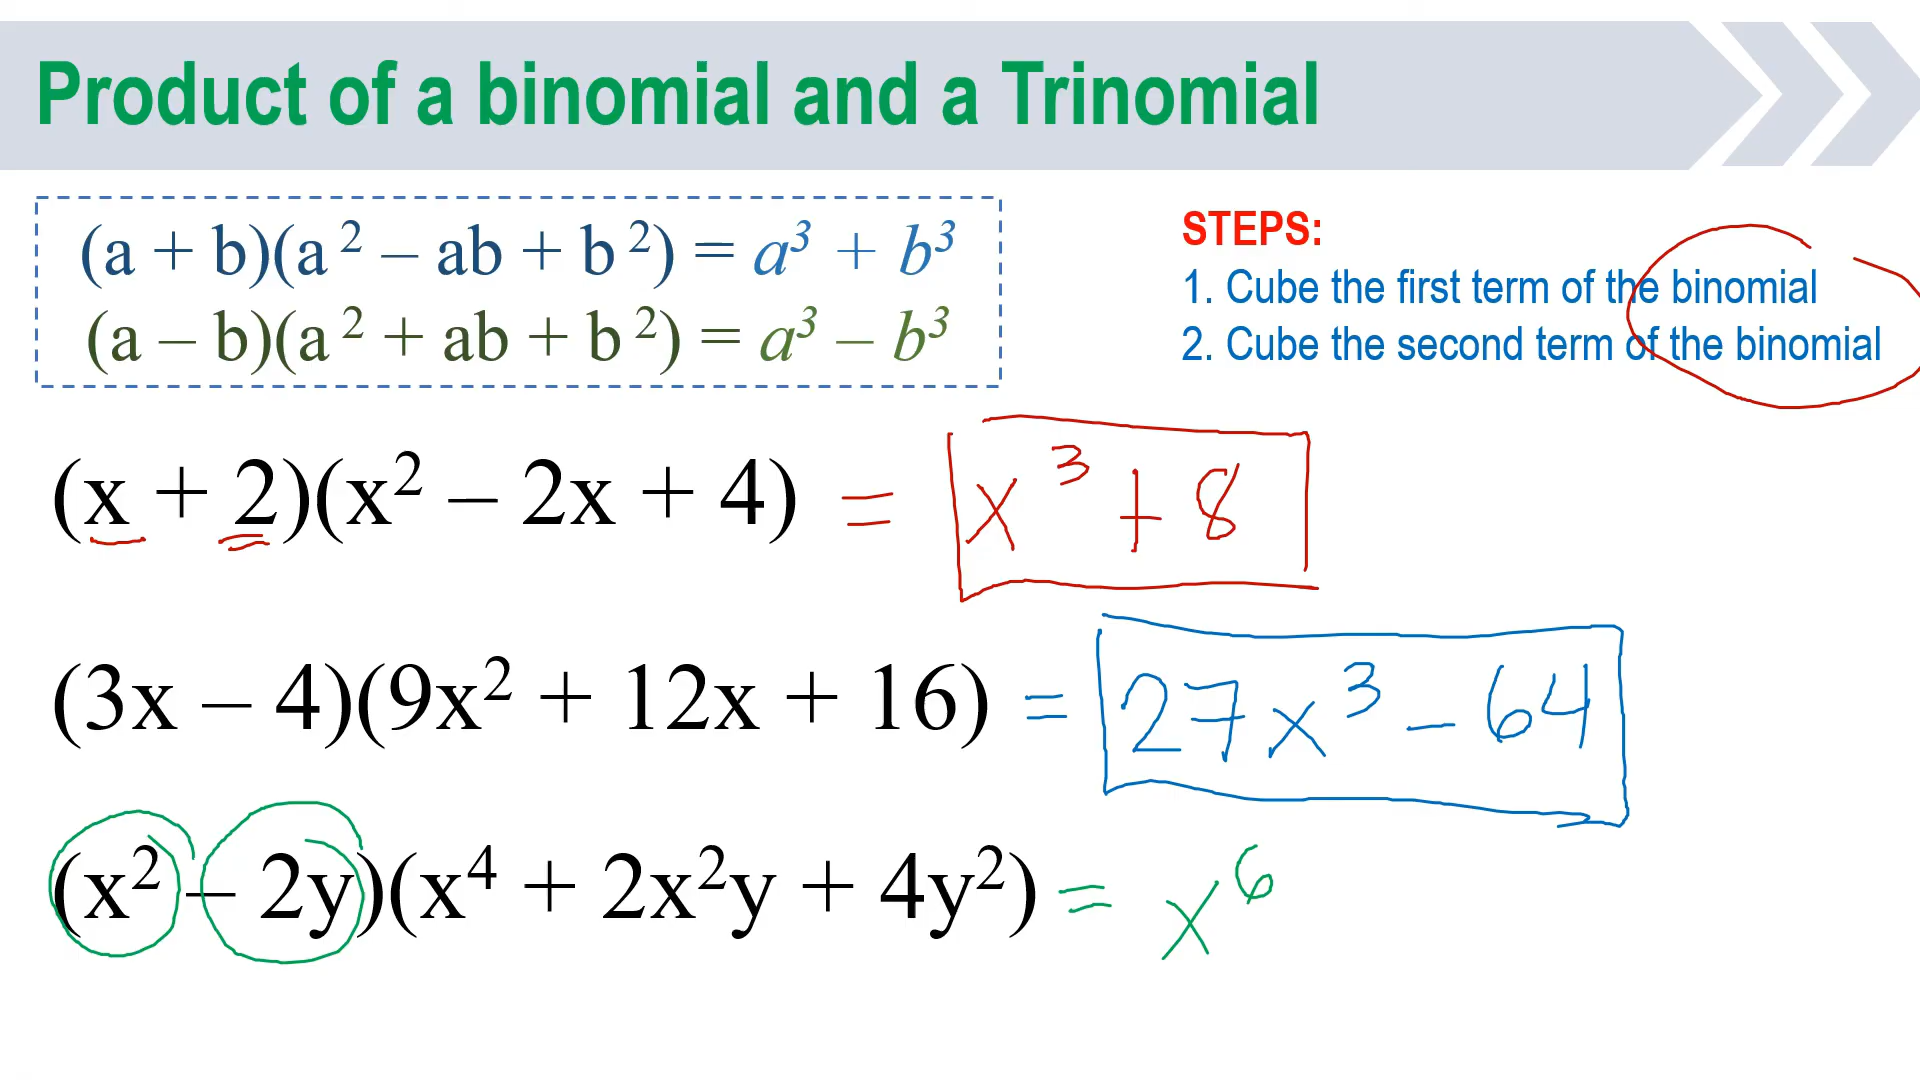 Product of a binomial and a Trinomial
(a + b)(a² – ab + b²) = a³ + b³
(a – b)(a² + ab + b²) = a³ – b³
STEPS:
1. Cube the first term of the binomial
2. Cube the second term of the binomial
(x + 2)(x² – 2x + 4) = x³ + 8
(3x – 4)(9x² + 12x + 16) = 27x³ – 64
(x² – 2y)(x⁴ + 2x²y + 4y²) = x⁶